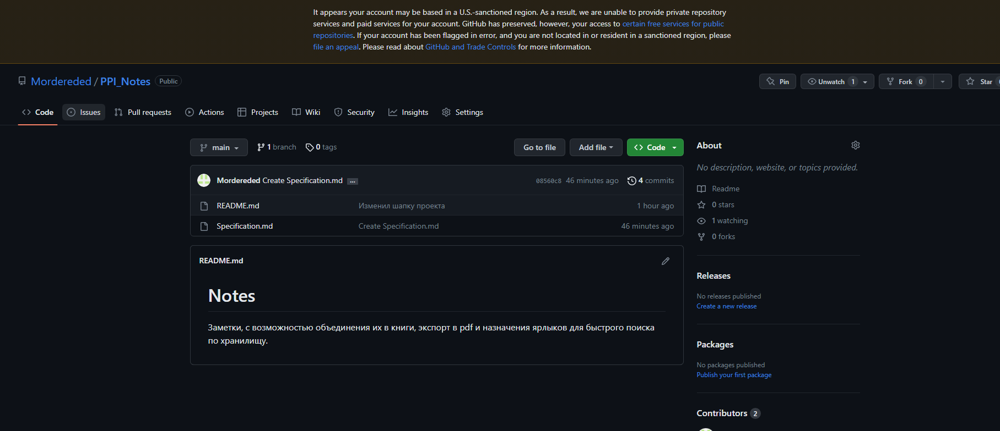 It appears your account may be based in a U.S.-sanctioned region. As a result, we are unable to provide private repository
services and paid services for your account. GitHub has preserved, however, your access to certain free services for public
repositories. If your account has been flagged in error, and you are not located in or resident in a sanctioned region, please
file an appeal. Please read about GitHub and Trade Controls for more information.
Mordereded / PPI_Notes Public
Pin Unwatch 1 Fork 0 Star
Code Issues Pull requests Actions Projects Wiki Security Insights Settings
main 1 branch 0 tags Go to file Add file Code
Mordereded Create Specification.md ... 08560c8 46 minutes ago 4 commits
README.md Изменил шапку проекта 1 hour ago
Specification.md Create Specification.md 46 minutes ago
README.md
Notes
Заметки, с возможностью объединения их в книги, экспорт в pdf и назначения ярлыков для быстрого поиска
по хранилищу.
About
No description, website, or topics provided.
Readme
0 stars
1 watching
0 forks
Releases
No releases published
Create a new release
Packages
No packages published
Publish your first package
Contributors 2